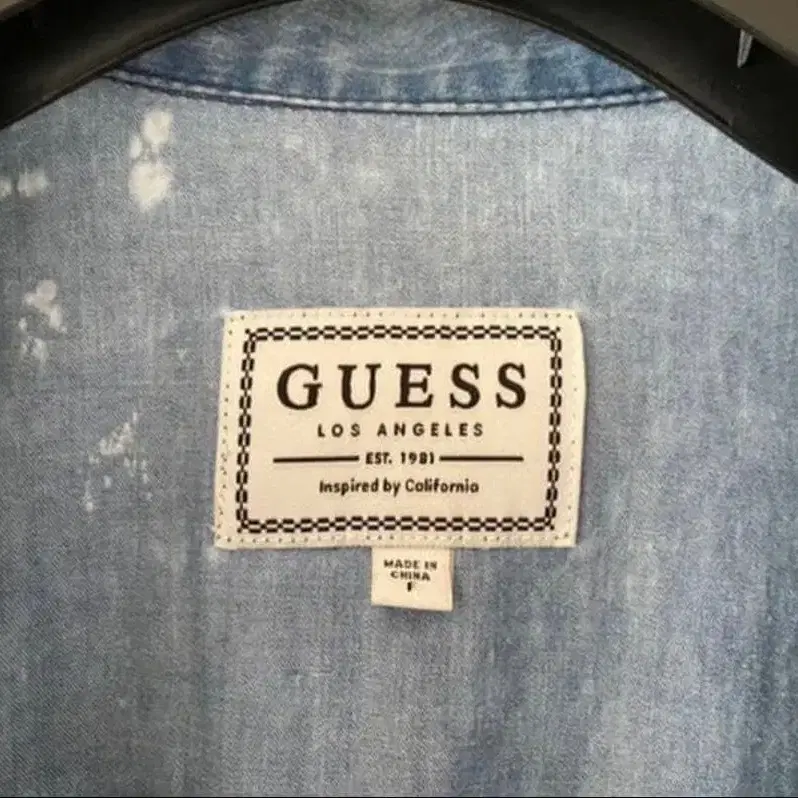 GUESS
LOS ANGELES
EST. 1981
Inspired by California
MADE IN
CHINA
F